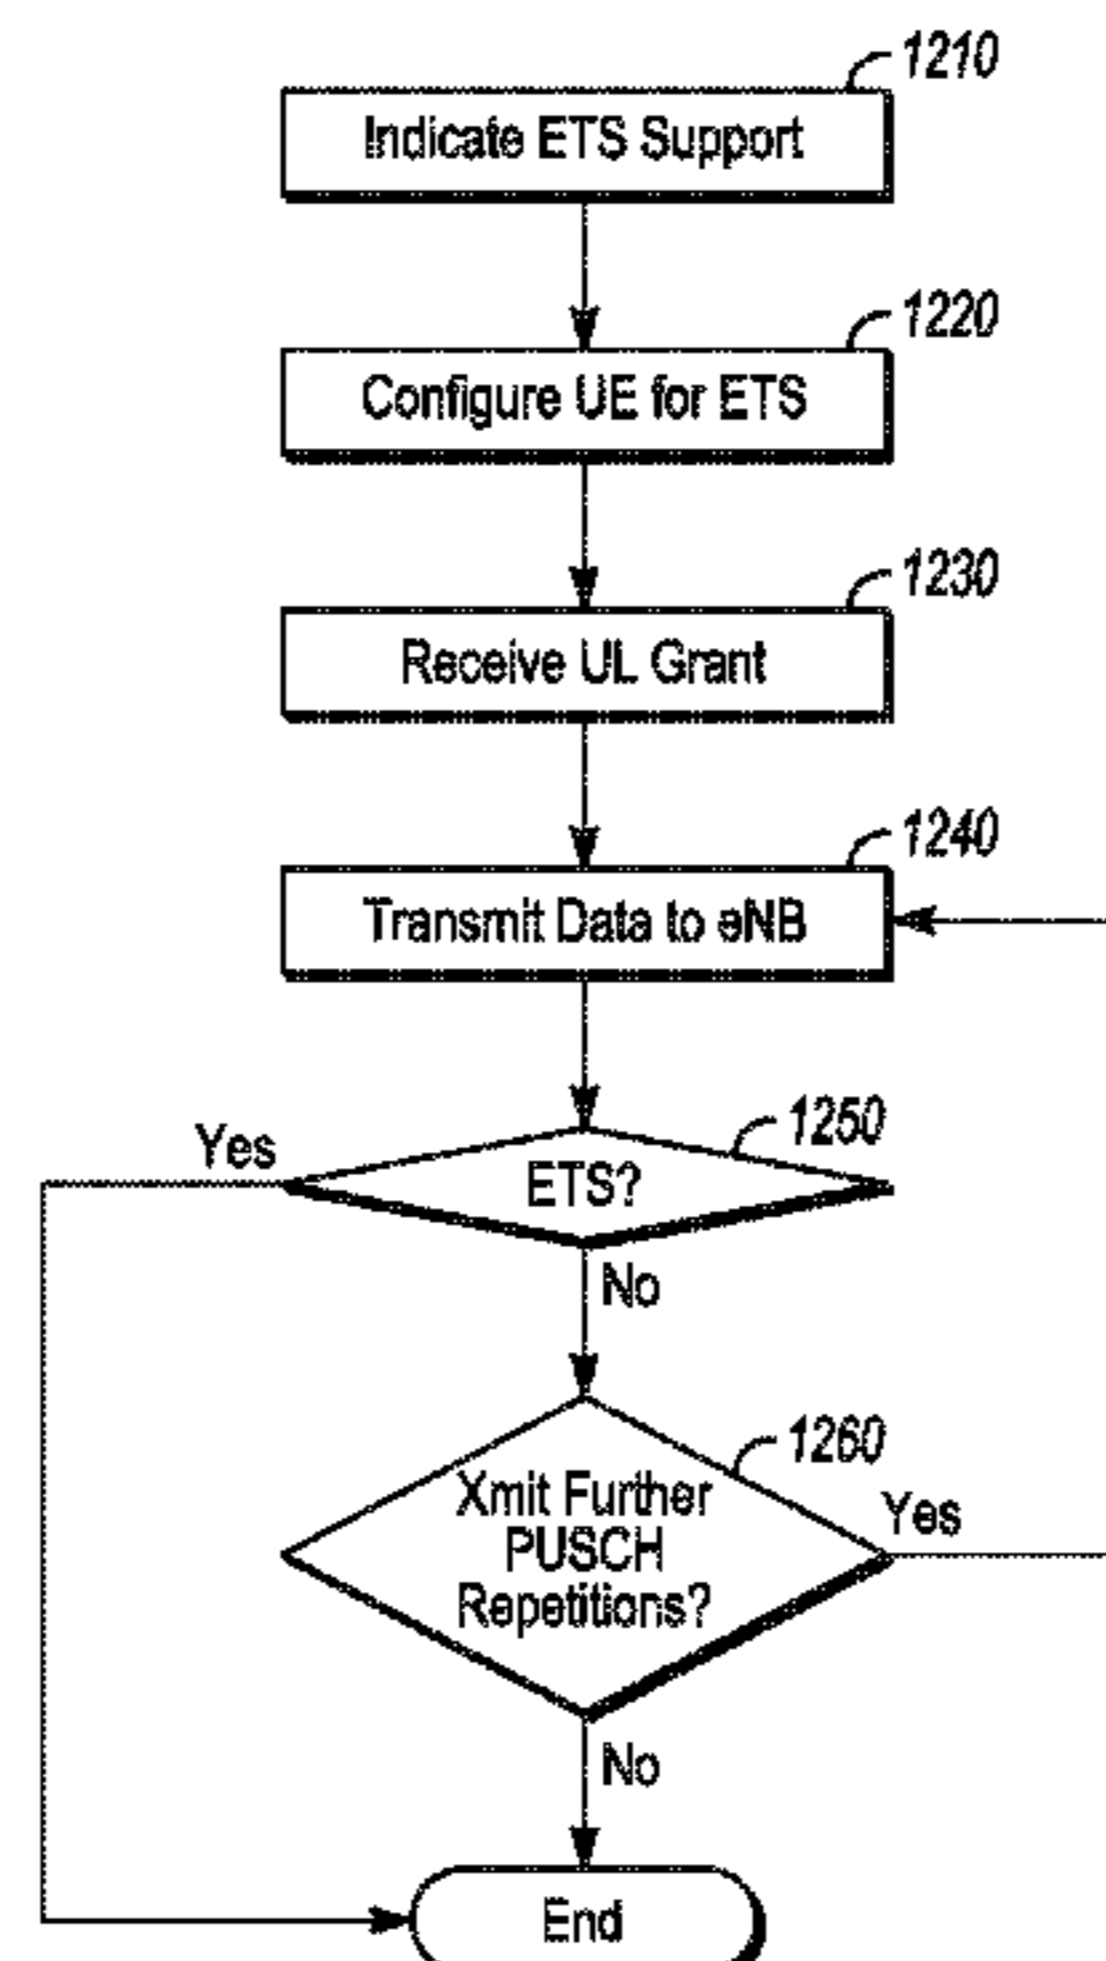 1210
Indicate ETS Support
1220
Configure UE for ETS
1230
Receive UL Grant
1240
Transmit Data to eNB
1250
Yes
ETS?
No
1260
Xmit Further
PUSCH
Repetitions?
Yes
No
End